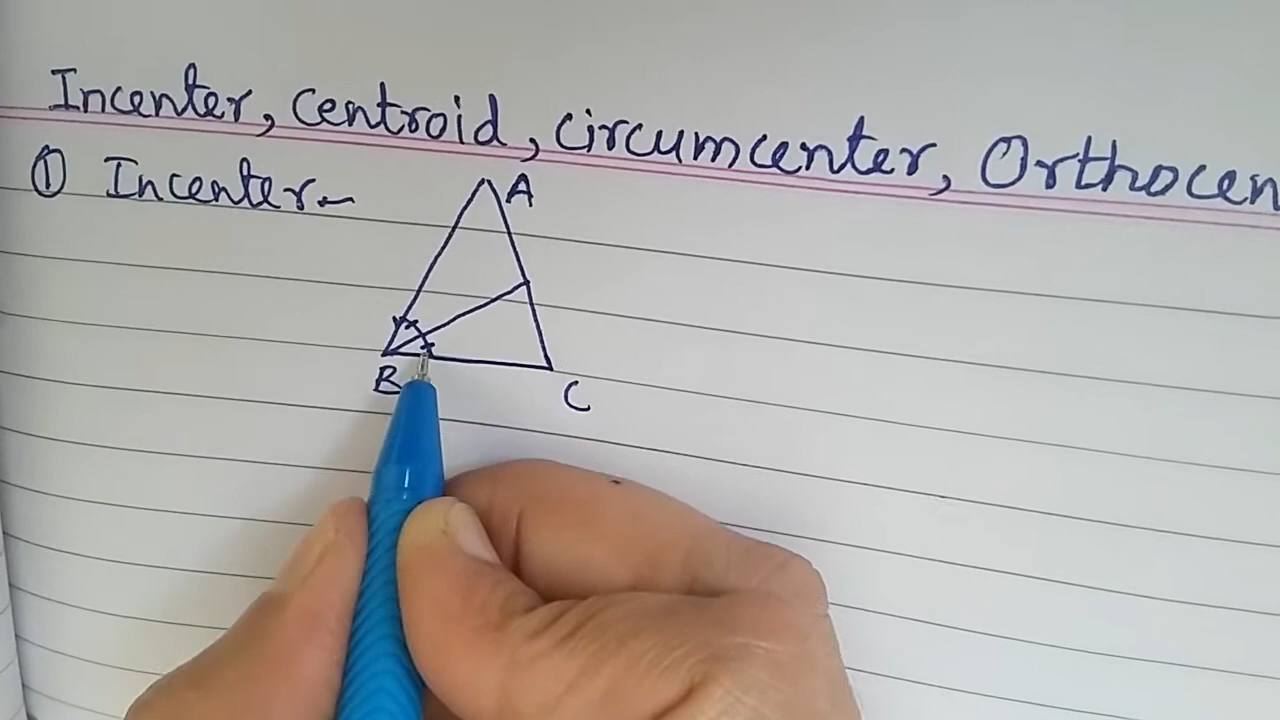 Incenter, Centroid, Circumcenter, Orthocen
① Incenter-
A
B
C